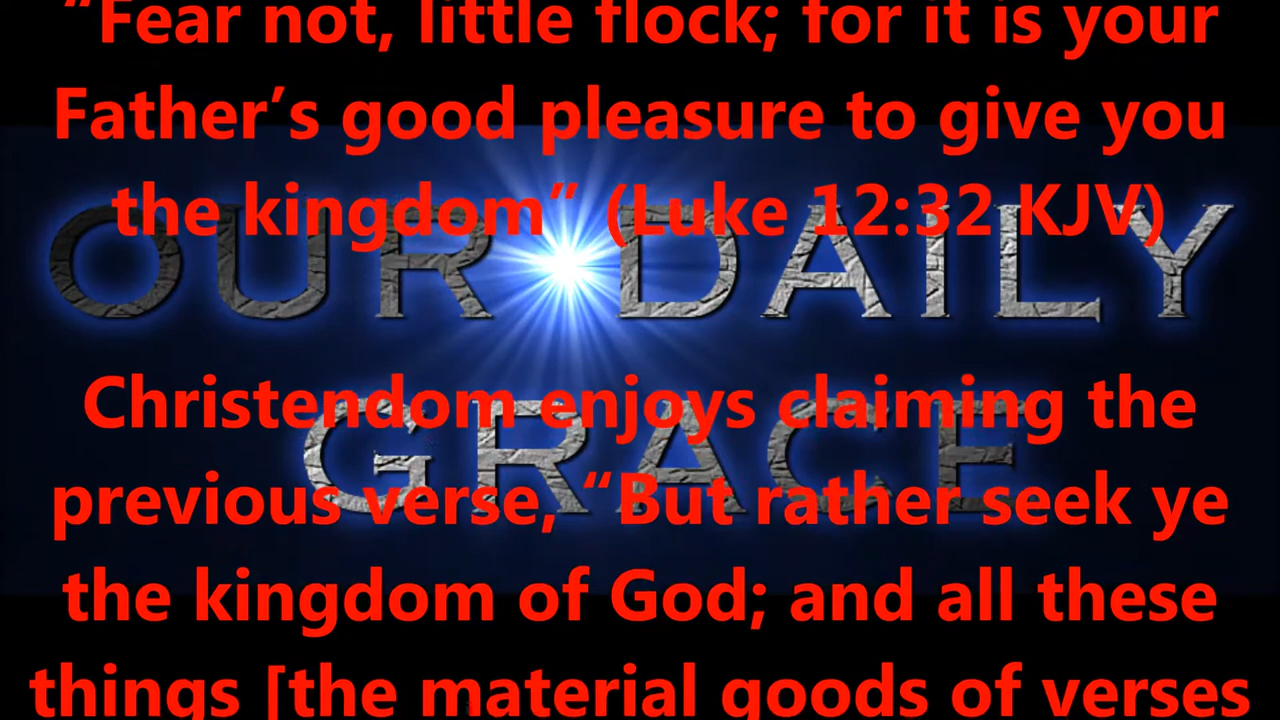 “Fear not, little flock; for it is your
Father’s good pleasure to give you
the kingdom” (Luke 12:32 KJV)
OUR DAILY
Christendom enjoys claiming the
GRACE
previous verse, “But rather seek ye
the kingdom of God; and all these
things [the material goods of verses